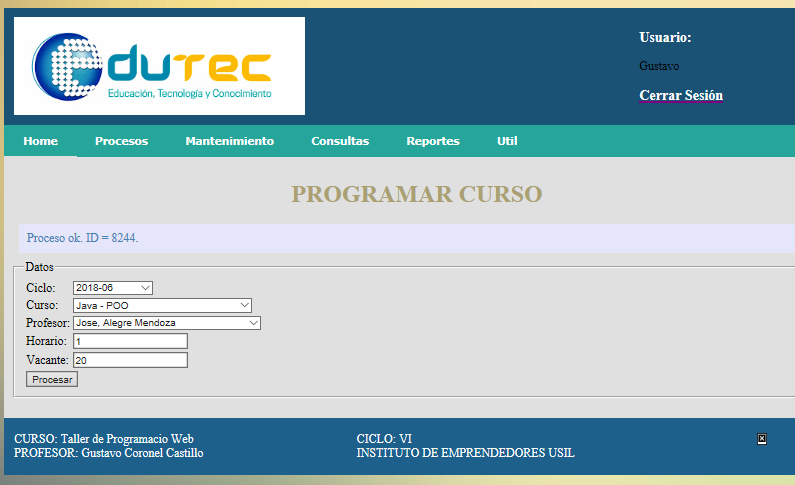 EduTEC
Educación, Tecnología y Conocimiento
Usuario:
Gustavo
Cerrar Sesión
Home Procesos Mantenimiento Consultas Reportes Util
PROGRAMAR CURSO
Proceso ok. ID = 8244.
Datos
Ciclo: 2018-06
Curso: Java - POO
Profesor: Jose, Alegre Mendoza
Horario: 1
Vacante: 20
Procesar
CURSO: Taller de Programacio Web CICLO: VI
PROFESOR: Gustavo Coronel Castillo INSTITUTO DE EMPRENDEDORES USIL